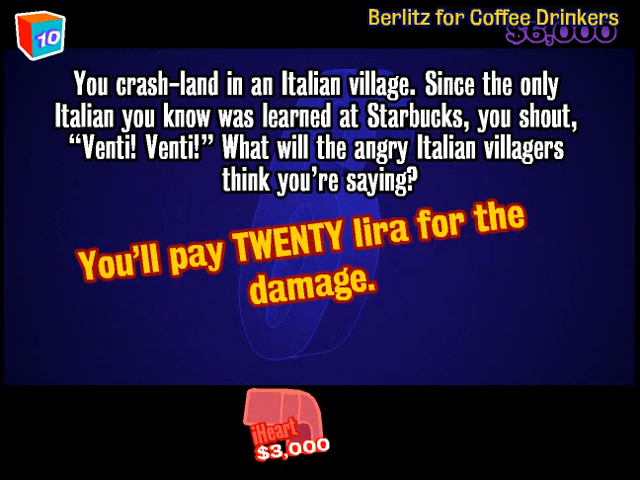 10
Berlitz for Coffee Drinkers
$6,000
You crash-land in an Italian village. Since the only
Italian you know was learned at Starbucks, you shout,
“Venti! Venti!” What will the angry Italian villagers
think you’re saying?
You’ll pay TWENTY lira for the
damage.
iHeart
$3,000